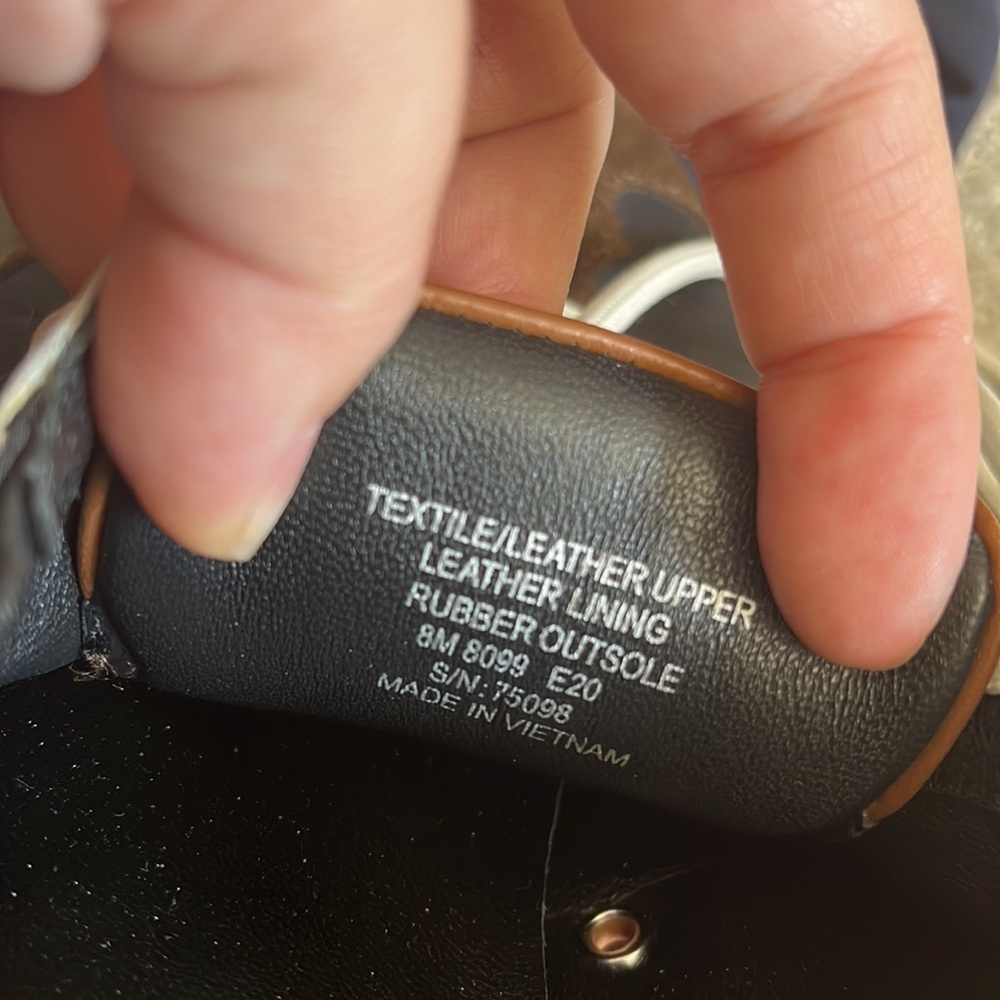 TEXTILE/LEATHER UPPER
LEATHER LINING
RUBBER OUTSOLE
8M 8099 E20
S/N: 75098
MADE IN VIETNAM